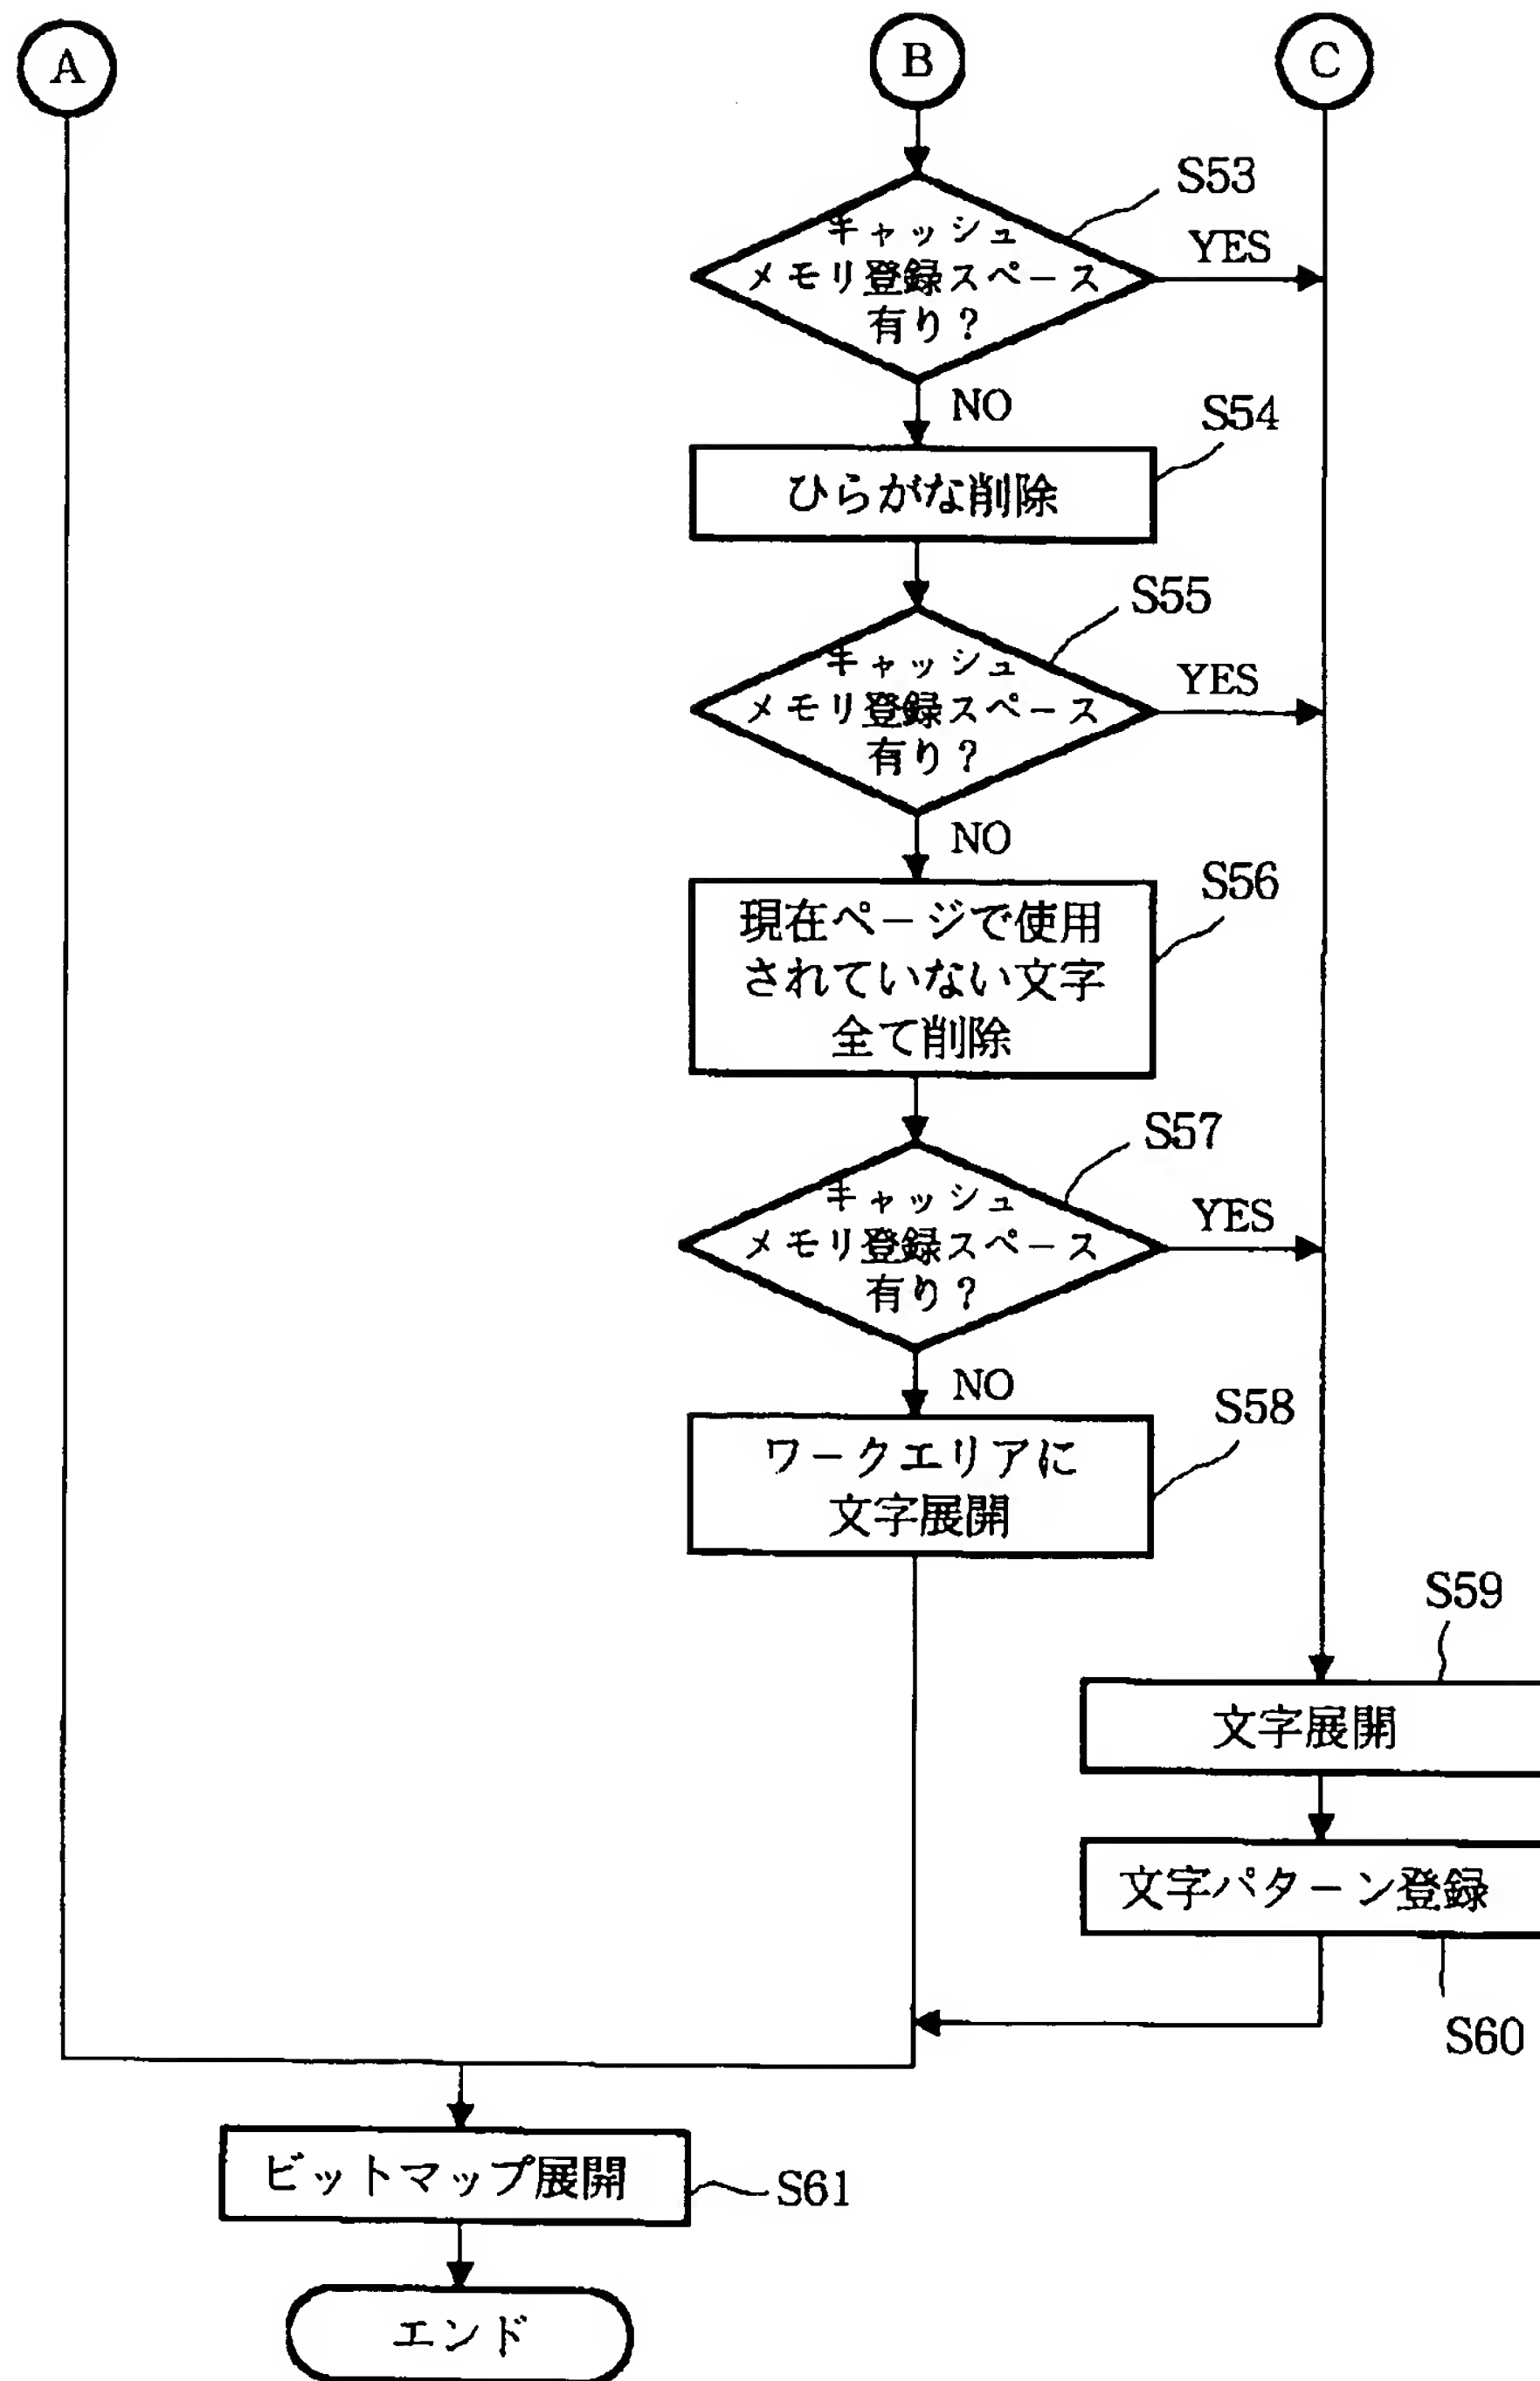 A
B
C
S53
キャッシュ
メモリ登録スペース
有り？
YES
NO
S54
ひらがな削除
S55
キャッシュ
メモリ登録スペース
有り？
YES
NO
S56
現在ページで使用
されていない文字
全て削除
S57
キャッシュ
メモリ登録スペース
有り？
YES
NO
S58
ワークエリアに
文字展開
S59
文字展開
文字パターン登録
S60
ビットマップ展開
S61
エンド